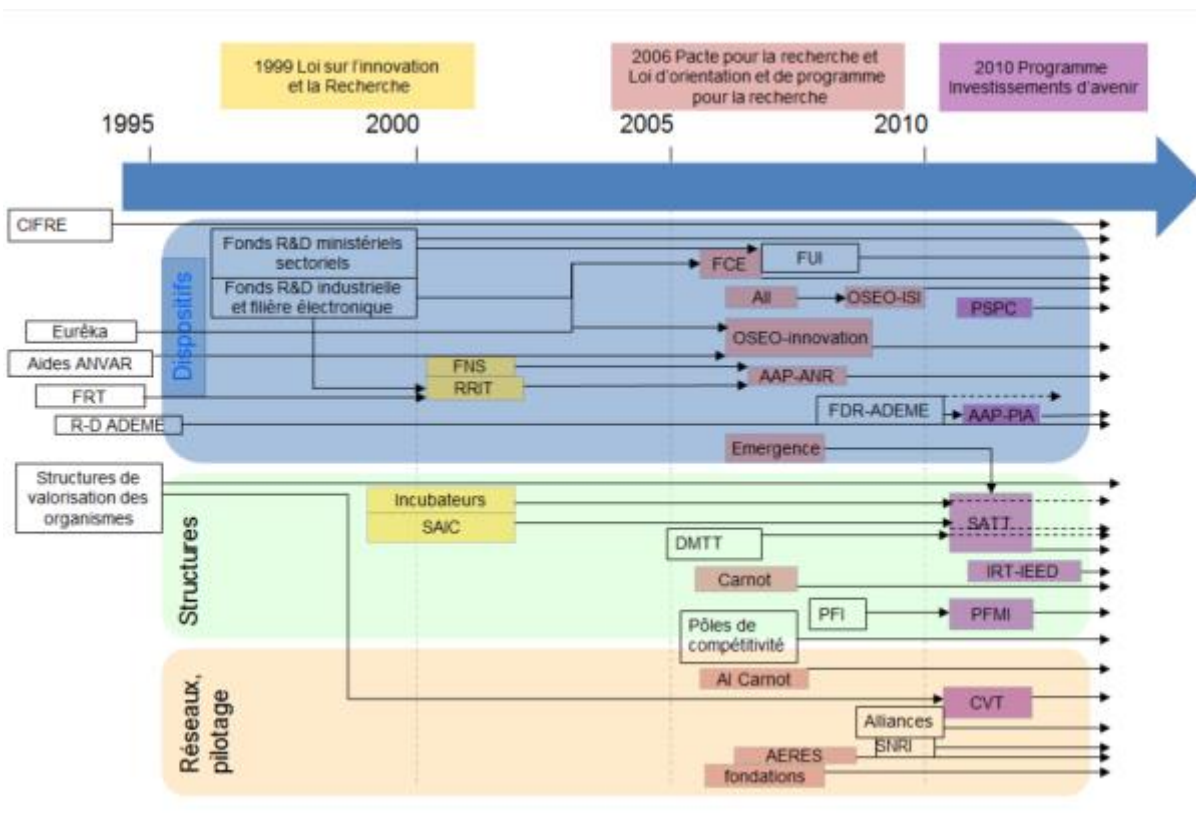 1999 Loi sur l'innovation
et la Recherche
2006 Pacte pour la recherche et
Loi d'orientation et de programme
pour la recherche
2010 Programme
Investissements d'avenir
1995
2000
2005
2010
CIFRE
Dispositifs
Fonds R&D ministériels
sectoriels
Fonds R&D industrielle
et filière électronique
FCE
FUI
AII
OSEO-ISI
PSPC
Eurêka
OSEO-innovation
Aides ANVAR
FNS
RRIT
AAP-ANR
FRT
R-D ADEME
FDR-ADEME
AAP-PIA
Emergence
Structures de
valorisation des
organismes
Structures
Incubateurs
SAIC
SATT
DMTT
IRT-IEED
Carnot
PFI
PFMI
Pôles de
compétitivité
Réseaux,
pilotage
AI Carnot
CVT
Alliances
SNRI
AERES
fondations